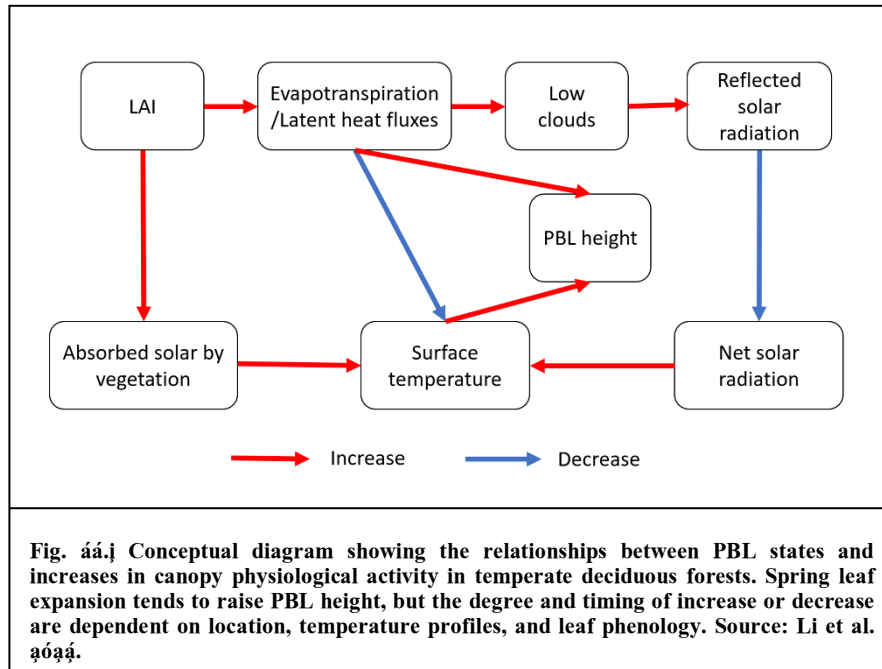 LAI
Evapotranspiration
/Latent heat fluxes
Low
clouds
Reflected
solar
radiation
PBL height
Absorbed solar by
vegetation
Surface
temperature
Net solar
radiation
Increase
Decrease
Fig. áá.į Conceptual diagram showing the relationships between PBL states and
increases in canopy physiological activity in temperate deciduous forests. Spring leaf
expansion tends to raise PBL height, but the degree and timing of increase or decrease
are dependent on location, temperature profiles, and leaf phenology. Source: Li et al.